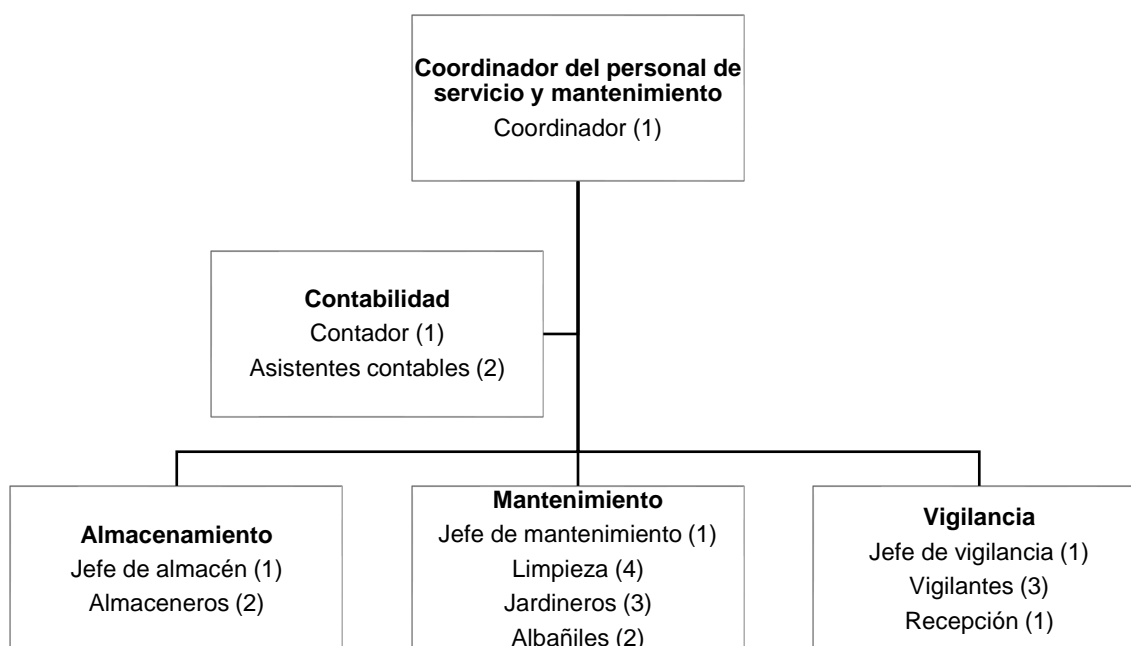 Coordinador del personal de
servicio y mantenimiento
Coordinador (1)
Contabilidad
Contador (1)
Asistentes contables (2)
Almacenamiento
Jefe de almacén (1)
Almaceneros (2)
Mantenimiento
Jefe de mantenimiento (1)
Limpieza (4)
Jardineros (3)
Albañiles (2)
Vigilancia
Jefe de vigilancia (1)
Vigilantes (3)
Recepción (1)